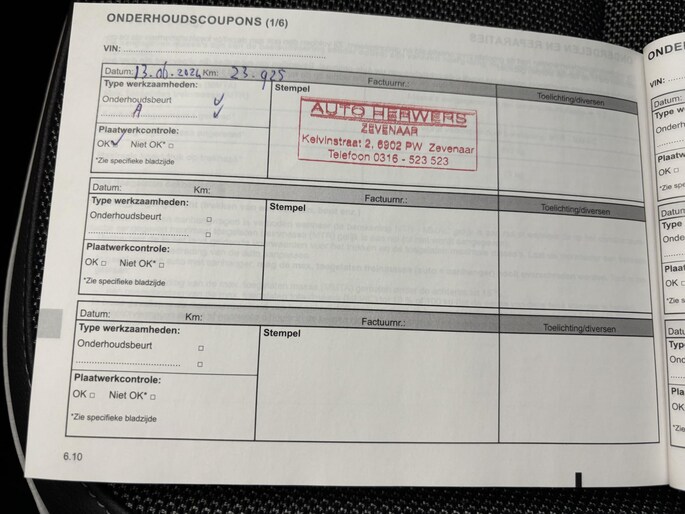 ONDERHOUDSCOUPONS (1/6)
VIN:
Datum: 13.06.2024 Km: 23.925 Factuurnr.: Toelichting/diversen
Type werkzaamheden: Stempel
Onderhoudsbeurt ✓
A ✓
Plaatwerkcontrole:
OK ✓ Niet OK* □
*Zie specifieke bladzijde
AUTO HERWERS
ZEVENAAR
Kelvinstraat 2, 6902 PW Zevenaar
Telefoon 0316 - 523 523
Datum: Km: Factuurnr.: Toelichting/diversen
Type werkzaamheden: Stempel
Onderhoudsbeurt □
□
Plaatwerkcontrole:
OK □ Niet OK* □
*Zie specifieke bladzijde
Datum: Km: Factuurnr.: Toelichting/diversen
Type werkzaamheden: Stempel
Onderhoudsbeurt □
□
Plaatwerkcontrole:
OK □ Niet OK* □
*Zie specifieke bladzijde
6.10